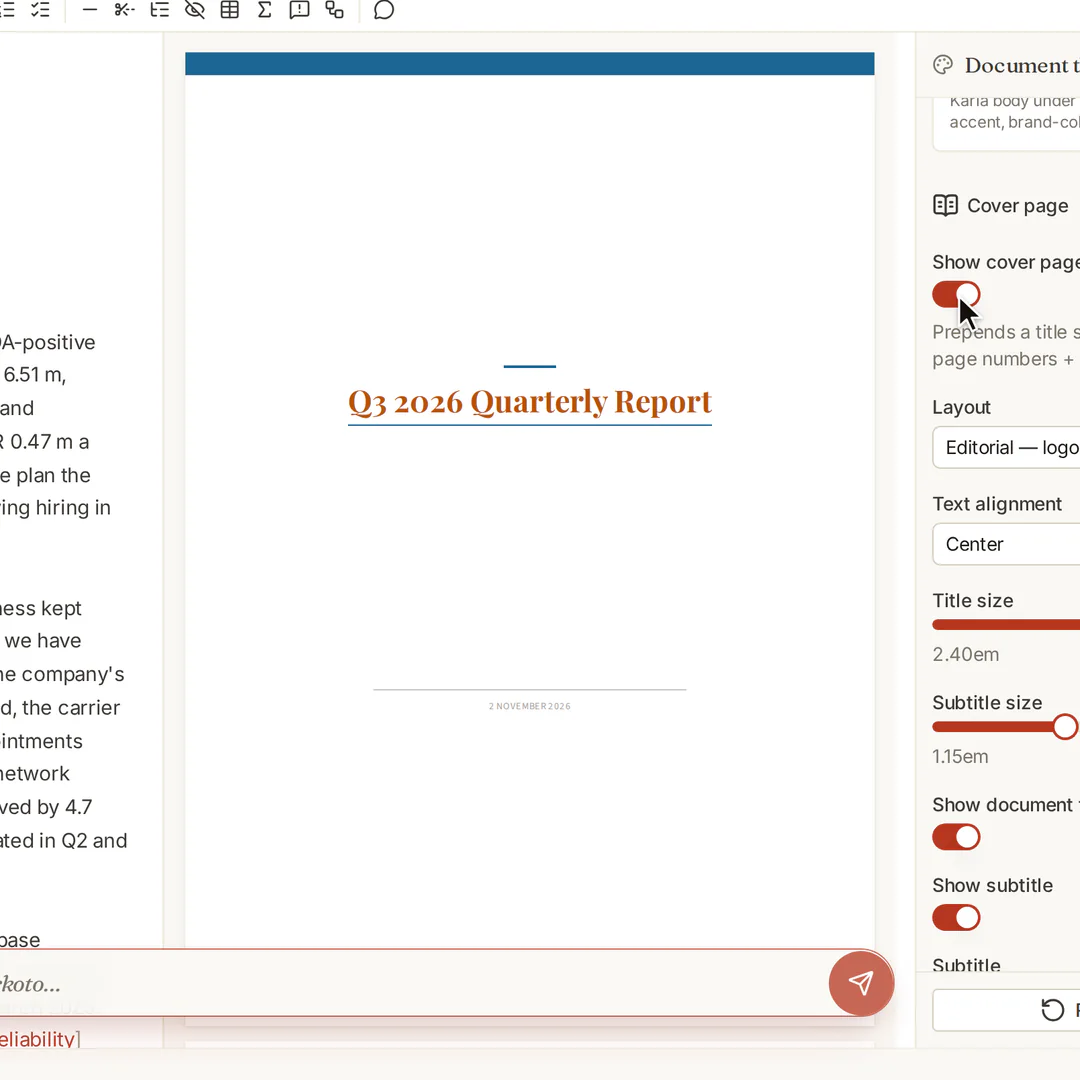 A-positive
6.51 m,
and
R 0.47 m a
e plan the
ing hiring in
ness kept
we have
he company's
d, the carrier
intments
network
ved by 4.7
ated in Q2 and
base
koto...
eliability]
Q3 2026 Quarterly Report
2 NOVEMBER 2026
Document t
Karla body under
accent, brand-col
Cover page
Show cover page
Prepends a title s
page numbers +
Layout
Editorial — logo
Text alignment
Center
Title size
2.40em
Subtitle size
1.15em
Show document t
Show subtitle
Subtitle